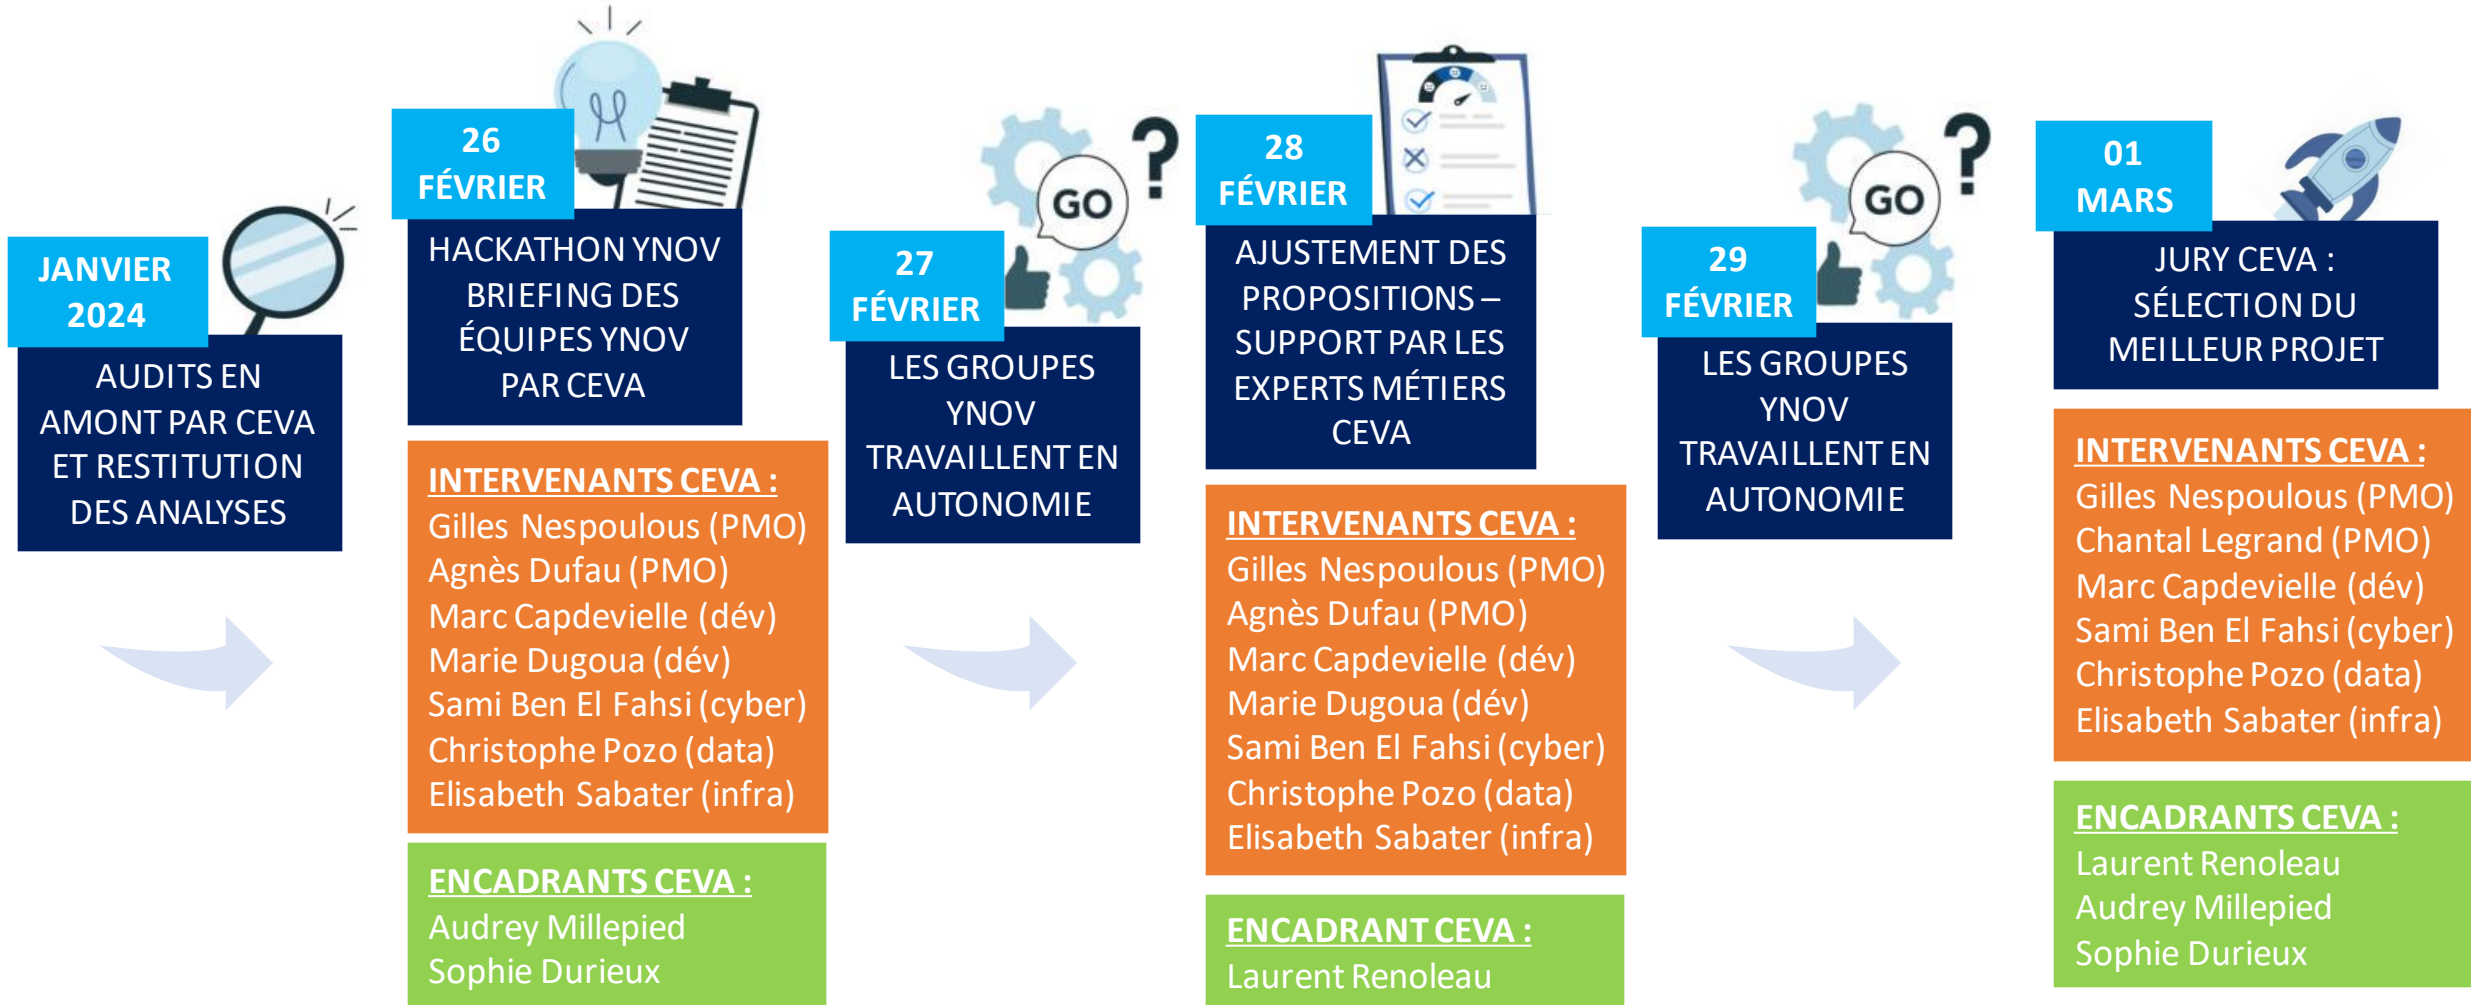 JANVIER
2024
AUDITS EN
AMONT PAR CEVA
ET RESTITUTION
DES ANALYSES
26
FÉVRIER
HACKATHON YNOV
BRIEFING DES
ÉQUIPES YNOV
PAR CEVA
INTERVENANTS CEVA :
Gilles Nespoulous (PMO)
Agnès Dufau (PMO)
Marc Capdevielle (dév)
Marie Dugoua (dév)
Sami Ben El Fahsi (cyber)
Christophe Pozo (data)
Elisabeth Sabater (infra)
ENCADRANTS CEVA :
Audrey Millepied
Sophie Durieux
GO
?
27
FÉVRIER
LES GROUPES
YNOV
TRAVAILLENT EN
AUTONOMIE
28
FÉVRIER
AJUSTEMENT DES
PROPOSITIONS –
SUPPORT PAR LES
EXPERTS MÉTIERS
CEVA
INTERVENANTS CEVA :
Gilles Nespoulous (PMO)
Agnès Dufau (PMO)
Marc Capdevielle (dév)
Marie Dugoua (dév)
Sami Ben El Fahsi (cyber)
Christophe Pozo (data)
Elisabeth Sabater (infra)
ENCADRANT CEVA :
Laurent Renoleau
GO
?
29
FÉVRIER
LES GROUPES
YNOV
TRAVAILLENT EN
AUTONOMIE
01
MARS
JURY CEVA :
SÉLECTION DU
MEILLEUR PROJET
INTERVENANTS CEVA :
Gilles Nespoulous (PMO)
Chantal Legrand (PMO)
Marc Capdevielle (dév)
Sami Ben El Fahsi (cyber)
Christophe Pozo (data)
Elisabeth Sabater (infra)
ENCADRANTS CEVA :
Laurent Renoleau
Audrey Millepied
Sophie Durieux